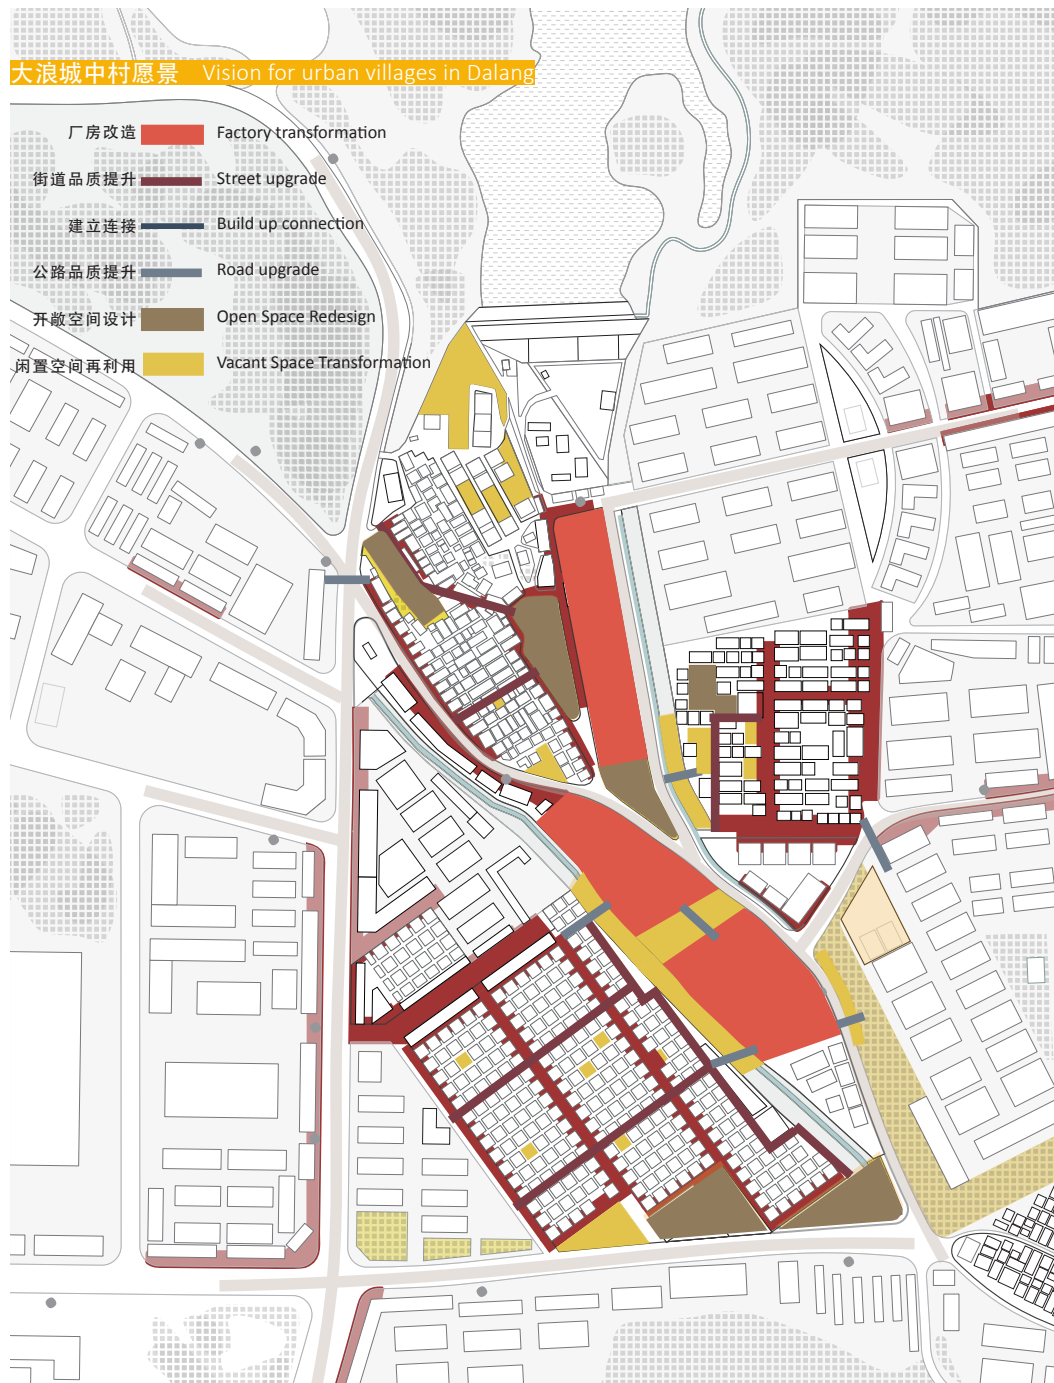 大浪城中村愿景 Vision for urban villages in Dalang
厂房改造 Factory transformation
街道品质提升 Street upgrade
建立连接 Build up connection
公路品质提升 Road upgrade
开敞空间设计 Open Space Redesign
闲置空间再利用 Vacant Space Transformation